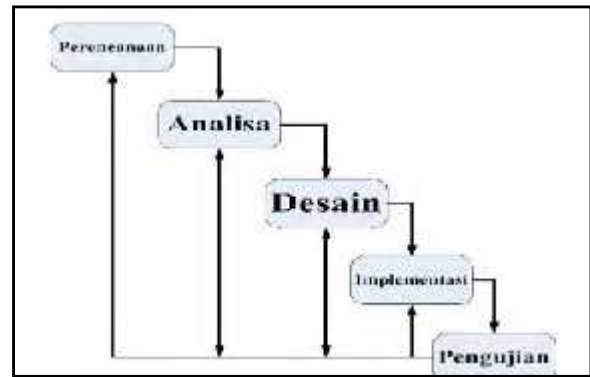 Perencanaan
Analisa
Desain
Implementasi
Pengujian